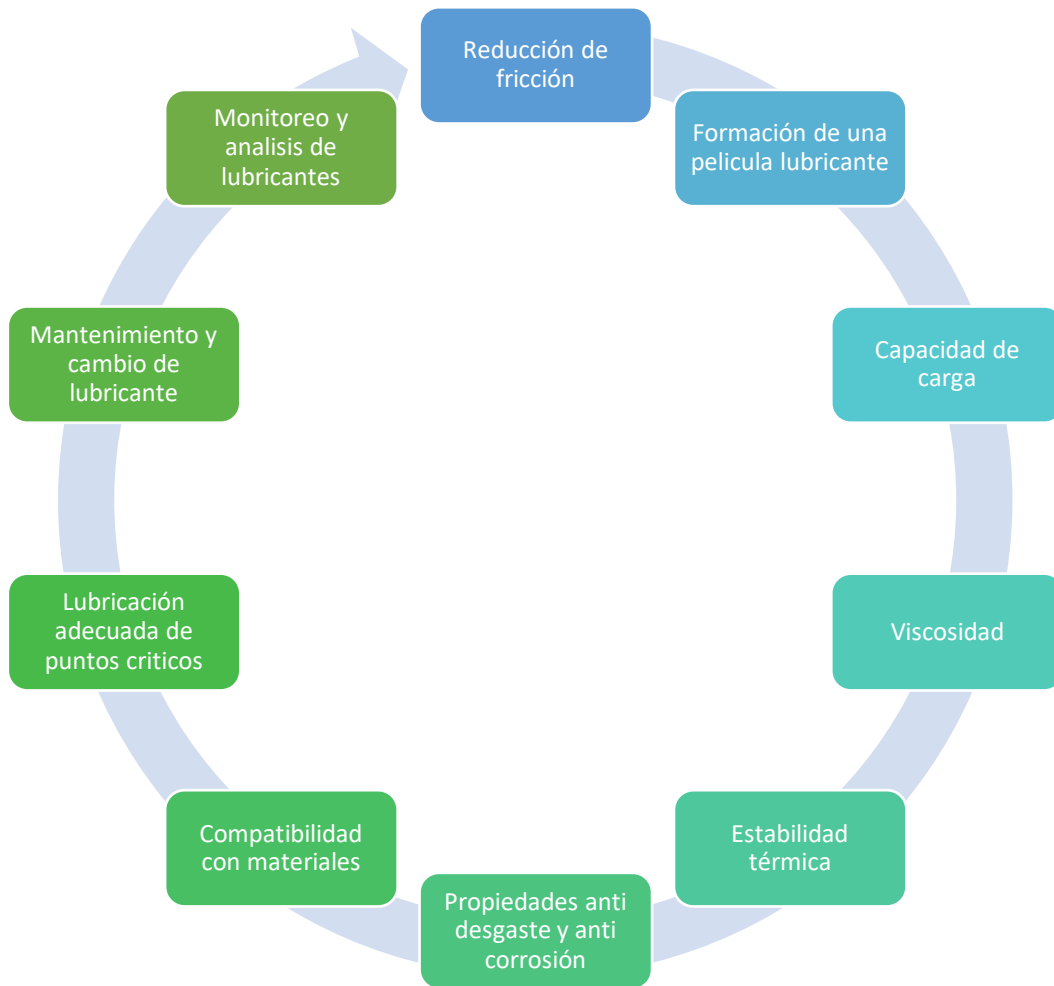 Reducción de
fricción
Formación de una
pelicula lubricante
Capacidad de
carga
Viscosidad
Estabilidad
térmica
Propiedades anti
desgaste y anti
corrosión
Compatibilidad
con materiales
Lubricación
adecuada de
puntos criticos
Mantenimiento y
cambio de
lubricante
Monitoreo y
analisis de
lubricantes